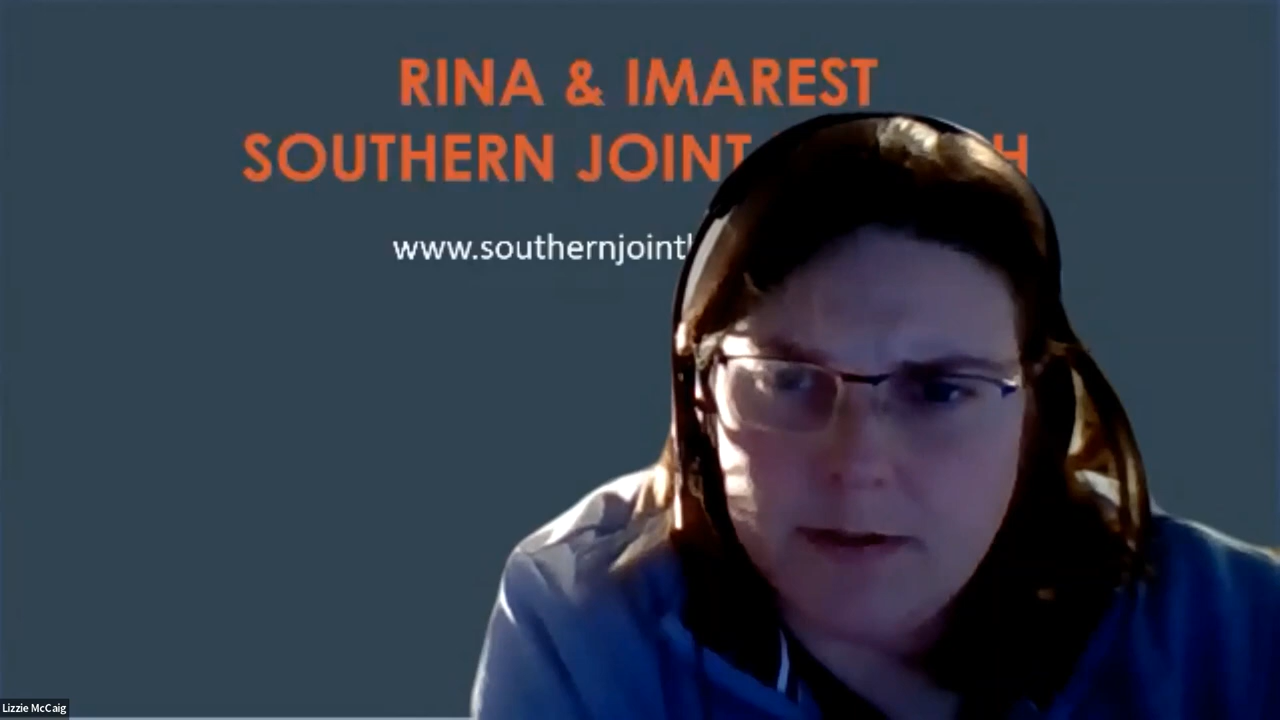 RINA & IMAREST
SOUTHERN JOINT
www.southernjoint
Lizzie McCaig